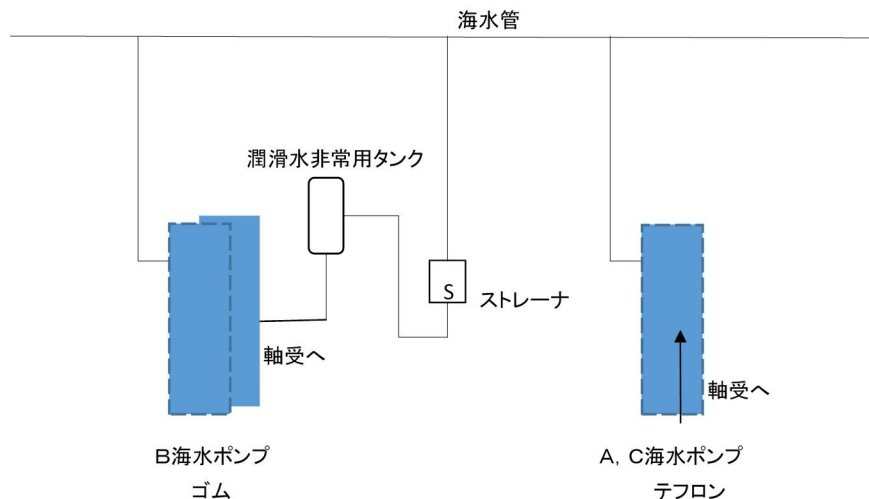 海水管
潤滑水非常用タンク
S
ストレーナ
軸受へ
軸受へ
B海水ポンプ
ゴム
A, C海水ポンプ
テフロン